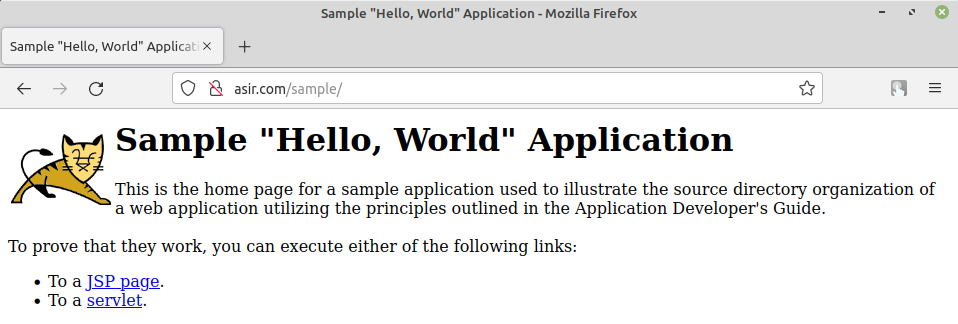 Sample "Hello, World" Application - Mozilla Firefox
Sample "Hello, World" Applicati
asir.com/sample/
Sample "Hello, World" Application
This is the home page for a sample application used to illustrate the source directory organization of
a web application utilizing the principles outlined in the Application Developer's Guide.
To prove that they work, you can execute either of the following links:
• To a JSP page.
• To a servlet.